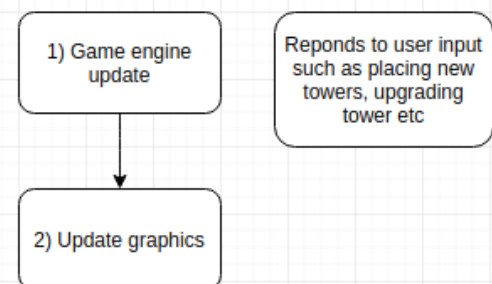 1) Game engine
update
Reponds to user input
such as placing new
towers, upgrading
tower etc
2) Update graphics